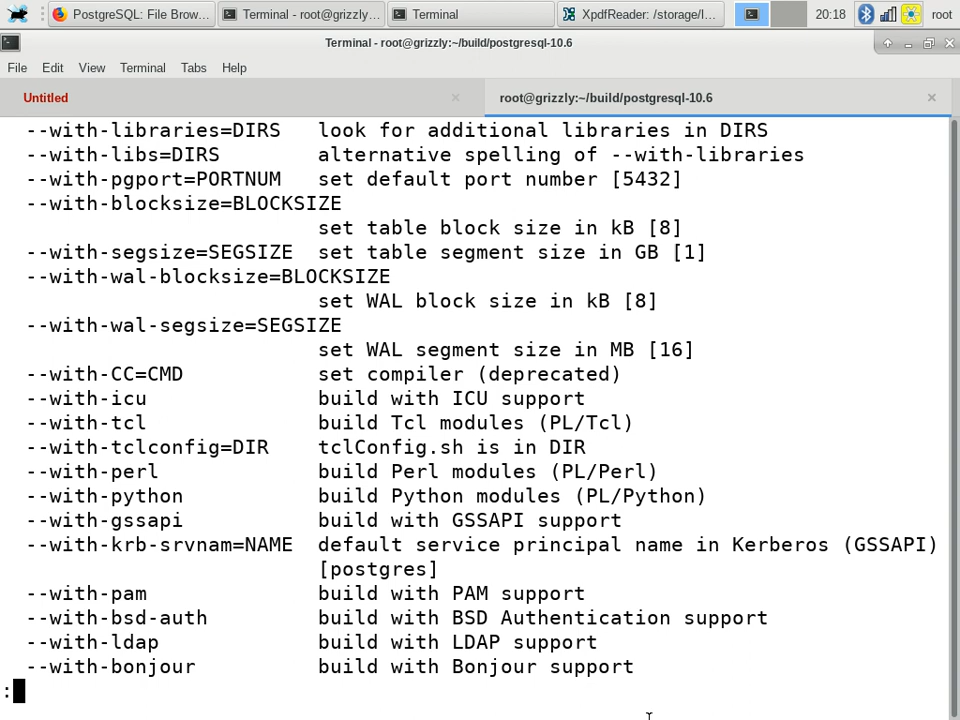 PostgreSQL: File Brow...
Terminal - root@grizzly:...
Terminal
XpdfReader: /storage/l...
20:18
root
Terminal - root@grizzly:~/build/postgresql-10.6
File Edit View Terminal Tabs Help
Untitled
root@grizzly:~/build/postgresql-10.6
--with-libraries=DIRS look for additional libraries in DIRS
--with-libs=DIRS alternative spelling of --with-libraries
--with-pgport=PORTNUM set default port number [5432]
--with-blocksize=BLOCKSIZE
set table block size in kB [8]
--with-segsize=SEGSIZE set table segment size in GB [1]
--with-wal-blocksize=BLOCKSIZE
set WAL block size in kB [8]
--with-wal-segsize=SEGSIZE
set WAL segment size in MB [16]
--with-CC=CMD set compiler (deprecated)
--with-icu build with ICU support
--with-tcl build Tcl modules (PL/Tcl)
--with-tclconfig=DIR tclConfig.sh is in DIR
--with-perl build Perl modules (PL/Perl)
--with-python build Python modules (PL/Python)
--with-gssapi build with GSSAPI support
--with-krb-srvnam=NAME default service principal name in Kerberos (GSSAPI)
[postgres]
--with-pam build with PAM support
--with-bsd-auth build with BSD Authentication support
--with-ldap build with LDAP support
--with-bonjour build with Bonjour support
: